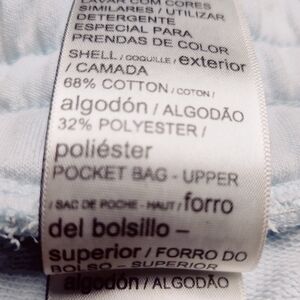 LAVAR COM CORES
SIMILARES / UTILIZAR
DETERGENTE
ESPECIAL PARA
PRENDAS DE COLOR
SHELL / COQUILLE / exterior
/ CAMADA
68% COTTON / COTON /
algodón / ALGODÃO
32% POLYESTER /
poliéster
POCKET BAG - UPPER
/ SAC DE POCHE - HAUT / forro
del bolsillo –
superior / FORRO DO
BOLSO – SUPERIOR
algodón / ALGODÃO